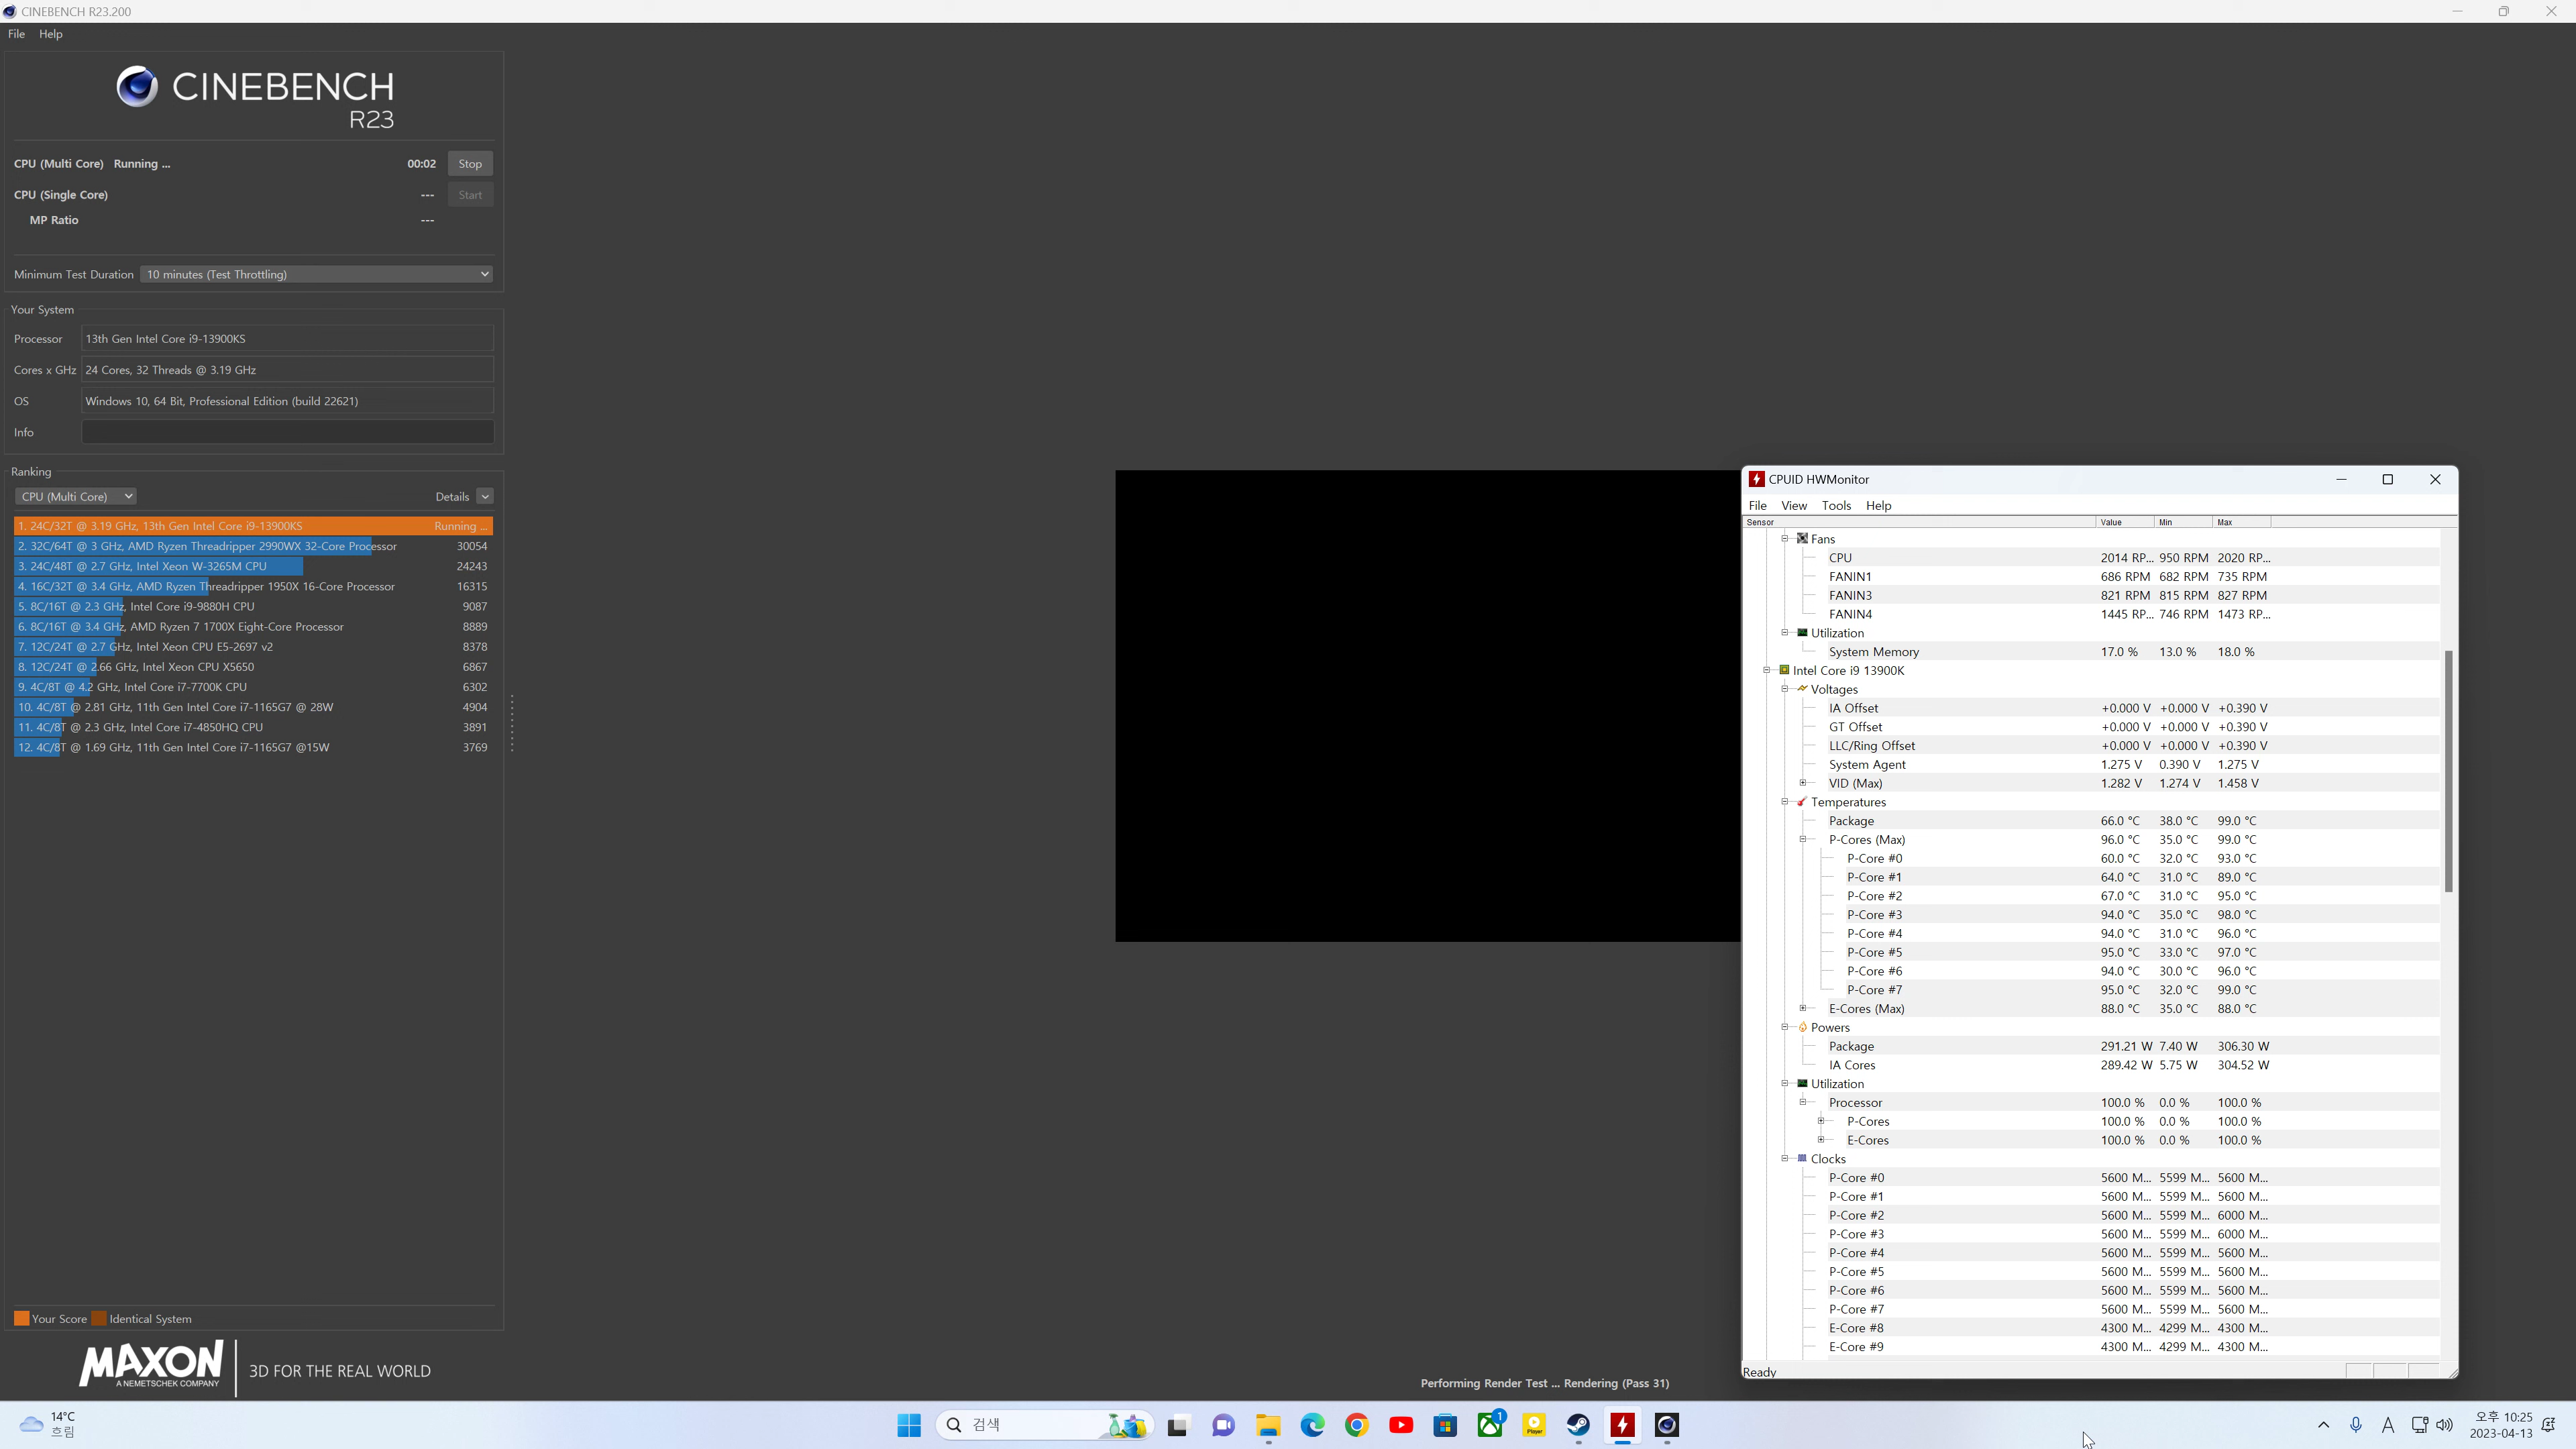 CINEBENCH R23.200
File Help
CINEBENCH
R23
CPU (Multi Core) Running ... 00:02 Stop
CPU (Single Core) --- Start
MP Ratio ---
Minimum Test Duration 10 minutes (Test Throttling)
Your System
Processor 13th Gen Intel Core i9-13900KS
Cores x GHz 24 Cores, 32 Threads @ 3.19 GHz
OS Windows 10, 64 Bit, Professional Edition (build 22621)
Info
Ranking
CPU (Multi Core) Details
1. 24C/32T @ 3.19 GHz, 13th Gen Intel Core i9-13900KS Running ...
2. 32C/64T @ 3 GHz, AMD Ryzen Threadripper 2990WX 32-Core Processor 30054
3. 24C/48T @ 2.7 GHz, Intel Xeon W-3265M CPU 24243
4. 16C/32T @ 3.4 GHz, AMD Ryzen Threadripper 1950X 16-Core Processor 16315
5. 8C/16T @ 2.3 GHz, Intel Core i9-9880H CPU 9087
6. 8C/16T @ 3.4 GHz, AMD Ryzen 7 1700X Eight-Core Processor 8889
7. 12C/24T @ 2.7 GHz, Intel Xeon CPU E5-2697 v2 8378
8. 12C/24T @ 2.66 GHz, Intel Xeon CPU X5650 6867
9. 4C/8T @ 4.2 GHz, Intel Core i7-7700K CPU 6302
10. 4C/8T @ 2.81 GHz, 11th Gen Intel Core i7-1165G7 @ 28W 4904
11. 4C/8T @ 2.3 GHz, Intel Core i7-4850HQ CPU 3891
12. 4C/8T @ 1.69 GHz, 11th Gen Intel Core i7-1165G7 @15W 3769
Your Score Identical System
MAXON
A NEMETSCHEK COMPANY
3D FOR THE REAL WORLD
Performing Render Test ... Rendering (Pass 31)
CPUID HWMonitor
File View Tools Help
Sensor Value Min Max
Fans
CPU 2014 RP... 950 RPM 2020 RP...
FANIN1 686 RPM 682 RPM 735 RPM
FANIN3 821 RPM 815 RPM 827 RPM
FANIN4 1445 RP... 746 RPM 1473 RP...
Utilization
System Memory 17.0 % 13.0 % 18.0 %
Intel Core i9 13900K
Voltages
IA Offset +0.000 V +0.000 V +0.390 V
GT Offset +0.000 V +0.000 V +0.390 V
LLC/Ring Offset +0.000 V +0.000 V +0.390 V
System Agent 1.275 V 0.390 V 1.275 V
VID (Max) 1.282 V 1.274 V 1.458 V
Temperatures
Package 66.0 °C 38.0 °C 99.0 °C
P-Cores (Max) 96.0 °C 35.0 °C 99.0 °C
P-Core #0 60.0 °C 32.0 °C 93.0 °C
P-Core #1 64.0 °C 31.0 °C 89.0 °C
P-Core #2 67.0 °C 31.0 °C 95.0 °C
P-Core #3 94.0 °C 35.0 °C 98.0 °C
P-Core #4 94.0 °C 31.0 °C 96.0 °C
P-Core #5 95.0 °C 33.0 °C 97.0 °C
P-Core #6 94.0 °C 30.0 °C 96.0 °C
P-Core #7 95.0 °C 32.0 °C 99.0 °C
E-Cores (Max) 88.0 °C 35.0 °C 88.0 °C
Powers
Package 291.21 W 7.40 W 306.30 W
IA Cores 289.42 W 5.75 W 304.52 W
Utilization
Processor 100.0 % 0.0 % 100.0 %
P-Cores 100.0 % 0.0 % 100.0 %
E-Cores 100.0 % 0.0 % 100.0 %
Clocks
P-Core #0 5600 M... 5599 M... 5600 M...
P-Core #1 5600 M... 5599 M... 5600 M...
P-Core #2 5600 M... 5599 M... 6000 M...
P-Core #3 5600 M... 5599 M... 6000 M...
P-Core #4 5600 M... 5599 M... 5600 M...
P-Core #5 5600 M... 5599 M... 5600 M...
P-Core #6 5600 M... 5599 M... 5600 M...
P-Core #7 5600 M... 5599 M... 5600 M...
E-Core #8 4300 M... 4299 M... 4300 M...
E-Core #9 4300 M... 4299 M... 4300 M...
Ready
14°C
흐림
검색
1
Player
A
오후 10:25
2023-04-13